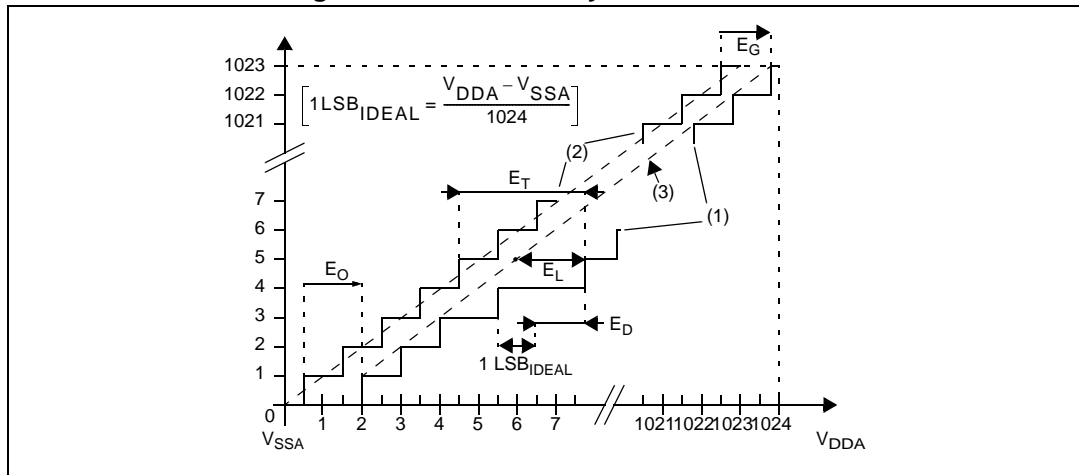 E_G
1023
1022
1021
[1LSB_IDEAL = (V_DDA – V_SSA) / 1024]
(2)
(3)
(1)
E_T
7
6
5
4
3
2
1
0
E_O
E_L
E_D
1 LSB_IDEAL
1 2 3 4 5 6 7 1021 1022 1023 1024
V_SSA
V_DDA